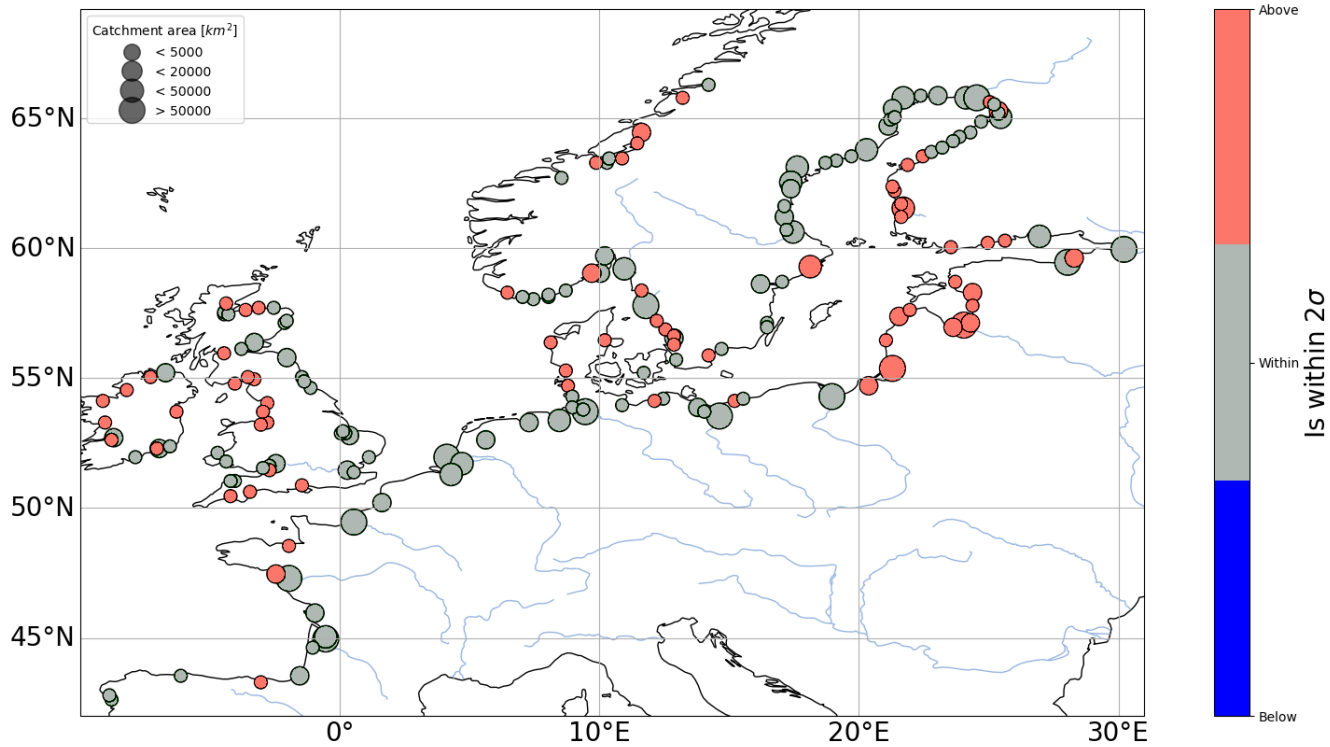 Catchment area [km²]
< 5000
< 20000
< 50000
> 50000
65°N
60°N
55°N
50°N
45°N
0°
10°E
20°E
30°E
Above
Within
Below
Is within 2σ